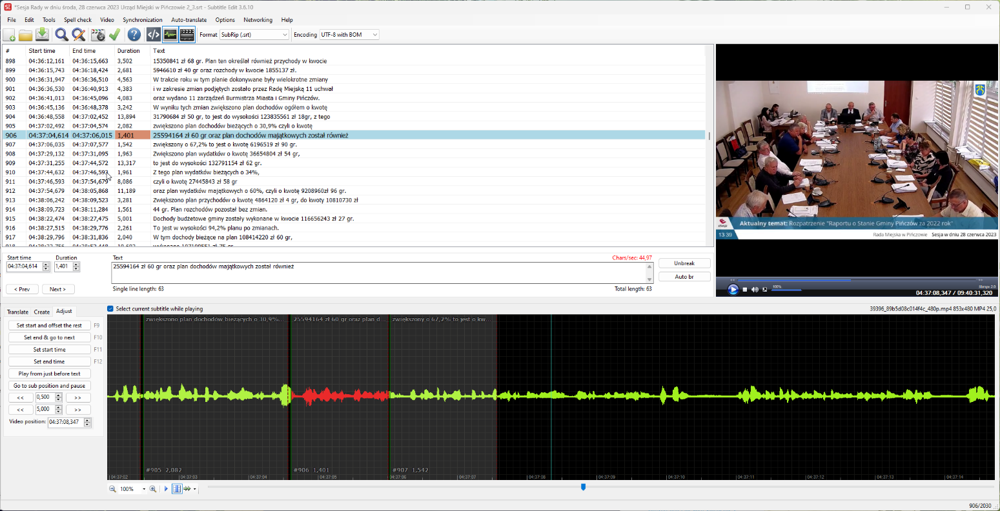 *Sesja Rady w dniu środa, 28 czerwca 2023 Urząd Miejski w Pińczowie 2_3.srt - Subtitle Edit 3.6.10
File Edit Tools Spell check Video Synchronization Auto-translate Options Networking Help
Format SubRip (.srt) Encoding UTF-8 with BOM
# Start time End time Duration Text
898 04:36:12,161 04:36:15,663 3,502 15350841 zł 68 gr. Plan ten określał również przychody w kwocie
899 04:36:15,743 04:36:18,424 2,681 5946610 zł 40 gr oraz rozchody w kwocie 1855137 zł.
900 04:36:31,947 04:36:36,510 4,563 W trakcie roku w tym planie dokonywane były wielokrotne zmiany
901 04:36:36,530 04:36:40,913 4,383 i w zakresie zmian podjętych zostało przez Radę Miejską 11 uchwał
902 04:36:41,013 04:36:45,096 4,083 oraz wydano 11 zarządzeń Burmistrza Miasta i Gminy Pińczów.
903 04:36:45,136 04:36:48,378 3,242 W wyniku tych zmian zwiększono plan dochodów ogółem o kwotę
904 04:36:48,558 04:37:02,452 13,894 31790684 zł 50 gr, to jest do wysokości 123835561 zł 18gr, z tego
905 04:37:02,492 04:37:04,574 2,082 zwiększono plan dochodów bieżących o 30,9% czyli o kwotę
906 04:37:04,614 04:37:06,015 1,401 25594164 zł 60 gr oraz plan dochodów majątkowych został również
907 04:37:06,035 04:37:07,577 1,542 zwiększony o 67,2% to jest o kwotę 6196519 zł 90 gr.
908 04:37:29,132 04:37:31,095 1,963 Zwiększono plan wydatków o kwotę 36654804 zł 54 gr,
909 04:37:31,255 04:37:44,572 13,317 to jest do wysokości 132791154 zł 62 gr.
910 04:37:44,632 04:37:46,593 1,961 Z tego plan wydatków bieżących o 34%,
911 04:37:46,593 04:37:54,679 8,086 czyli o kwotę 27445843 zł 58 gr
912 04:37:54,679 04:38:05,868 11,189 oraz plan wydatków majątkowych o 60%, czyli o kwotę 9208960zł 96 gr.
913 04:38:06,242 04:38:09,523 3,281 Zwiększono plan przychodów o kwotę 4864120 zł 4 gr, do kwoty 10810730 zł
914 04:38:09,723 04:38:11,284 1,561 44 gr. Plan rozchodów pozostał bez zmian.
915 04:38:22,474 04:38:27,475 5,001 Dochody budżetowe gminy zostały wykonane w kwocie 116656243 zł 27 gr.
916 04:38:27,515 04:38:29,776 2,261 To jest w wysokości 94,2% planu po zmianach.
917 04:38:29,796 04:38:31,836 2,040 W tym dochody bieżące na plan 108414220 zł 60 gr,
Aktualny temat: Rozpatrzenie "Raportu o Stanie Gminy Pińczów za 2022 rok"
13:39 Rada Miejska w Pińczowie Sesja w dniu 28 czerwca 2023
Start time Duration Text Chars/sec: 44,97
04:37:04,614 1,401 25594164 zł 60 gr oraz plan dochodów majątkowych został również
Unbreak
Auto br
< Prev Next > Single line length: 63 Total length: 63
100%
04:37:08,347 / 09:40:31,320
Translate Create Adjust
Select current subtitle while playing 39396_89b5d08c014f4c_480p.mp4 853x480 MP4 25,0
Set start and offset the rest F9
Set end & go to next F10
Set start time F11
Set end time F12
Play from just before text
Go to sub position and pause
<< 0,500 >>
<< 5,000 >>
Video position: 04:37:08,347
zwiększono plan dochodów bieżących o 30,9%... 25594164 zł 60 gr oraz plan d... zwiększony o 67,2% to jest o kw...
#905 2,082 #906 1,401 #907 1,542
04:37:02 04:37:03 04:37:04 04:37:05 04:37:06 04:37:07 04:37:08 04:37:09 04:37:10 04:37:11 04:37:12 04:37:13 04:37:14
100%
906/2030